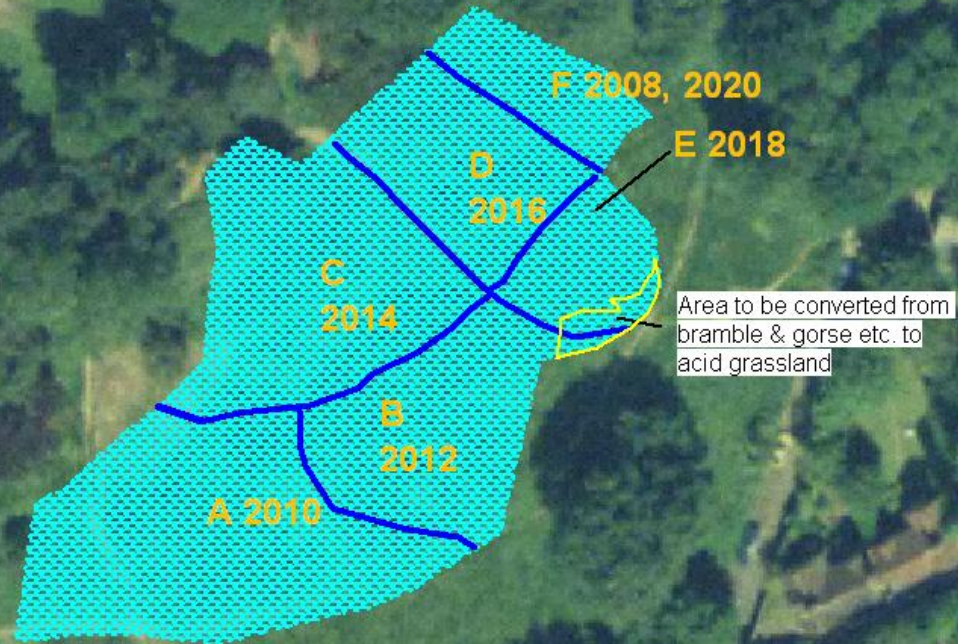 F 2008, 2020
E 2018
D
2016
C
2014
Area to be converted from
bramble & gorse etc. to
acid grassland
B
2012
A 2010